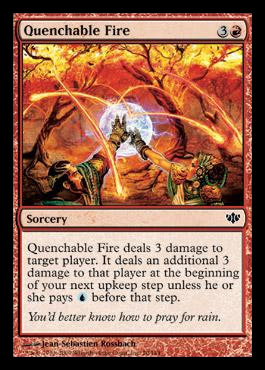 Quenchable Fire 3
Sorcery
Quenchable Fire deals 3 damage to
target player. It deals an additional 3
damage to that player at the beginning
of your next upkeep step unless he or
she pays before that step.
You'd better know how to pray for rain.
Jean-Sebastien Rossbach